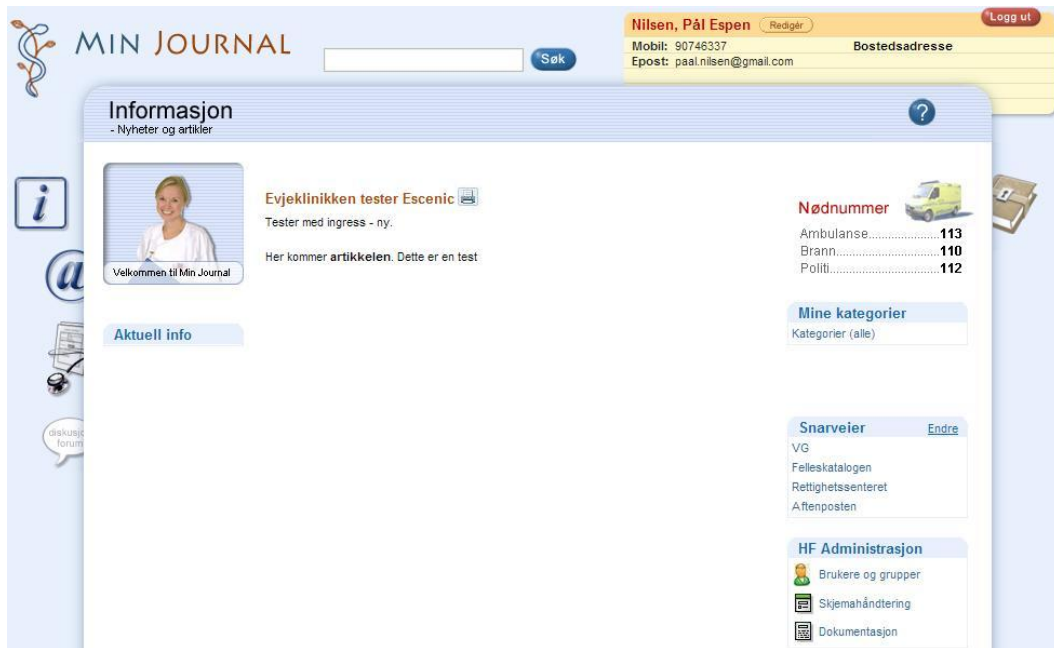 MIN JOURNAL
Søk
Nilsen, Pål Espen Redigér
Logg ut
Mobil: 90746337 Bostedsadresse
Epost: paal.nilsen@gmail.com
Informasjon
- Nyheter og artikler
?
i
@
Velkommen til Min Journal
Evjeklinikken tester Escenic
Tester med ingress - ny.
Her kommer artikkelen. Dette er en test
Aktuell info
diskusjo
forum
Nødnummer
Ambulanse......................113
Brann................................110
Politi.................................112
Mine kategorier
Kategorier (alle)
Snarveier Endre
VG
Felleskatalogen
Rettighetssenteret
Aftenposten
HF Administrasjon
Brukere og grupper
Skjemahåndtering
Dokumentasjon